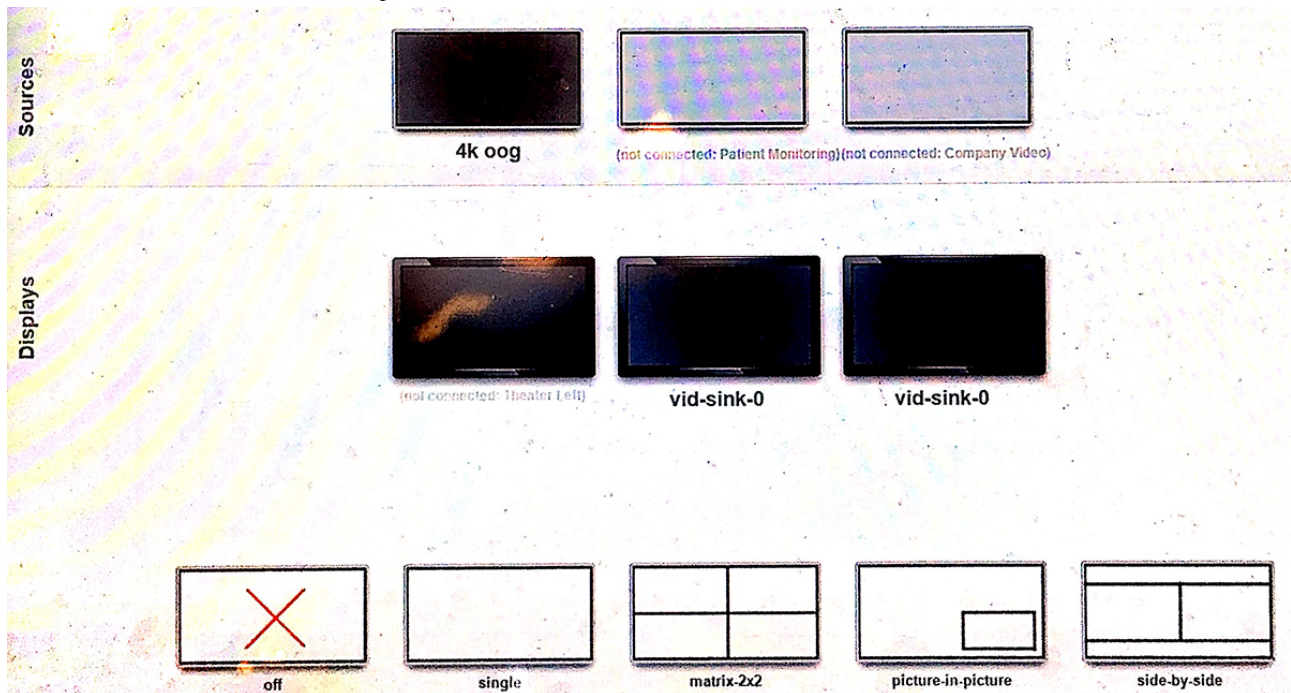 Sources
4k oog
(not connected: Patient Monitoring)
(not connected: Company Video)
Displays
(not connected: Theater Left)
vid-sink-0
vid-sink-0
off
single
matrix-2x2
picture-in-picture
side-by-side